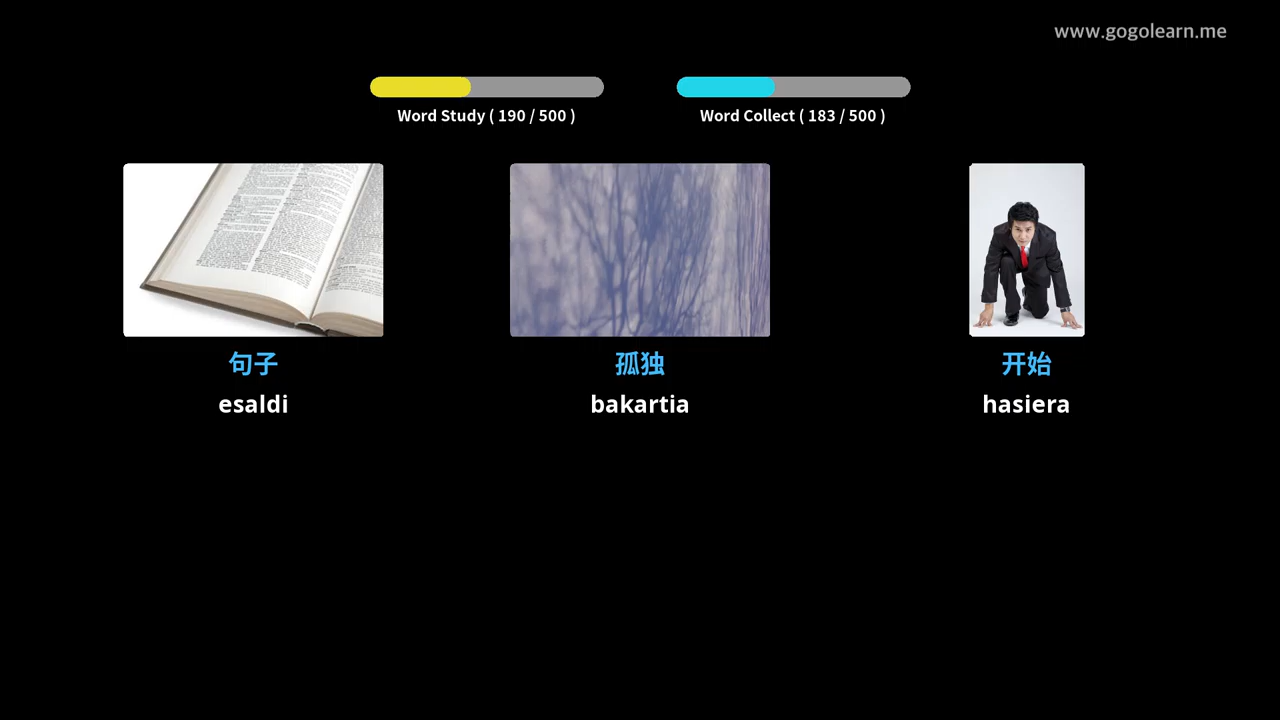 www.gogolearn.me
Word Study ( 190 / 500 )
Word Collect ( 183 / 500 )
句子
孤独
开始
esaldi
bakartia
hasiera